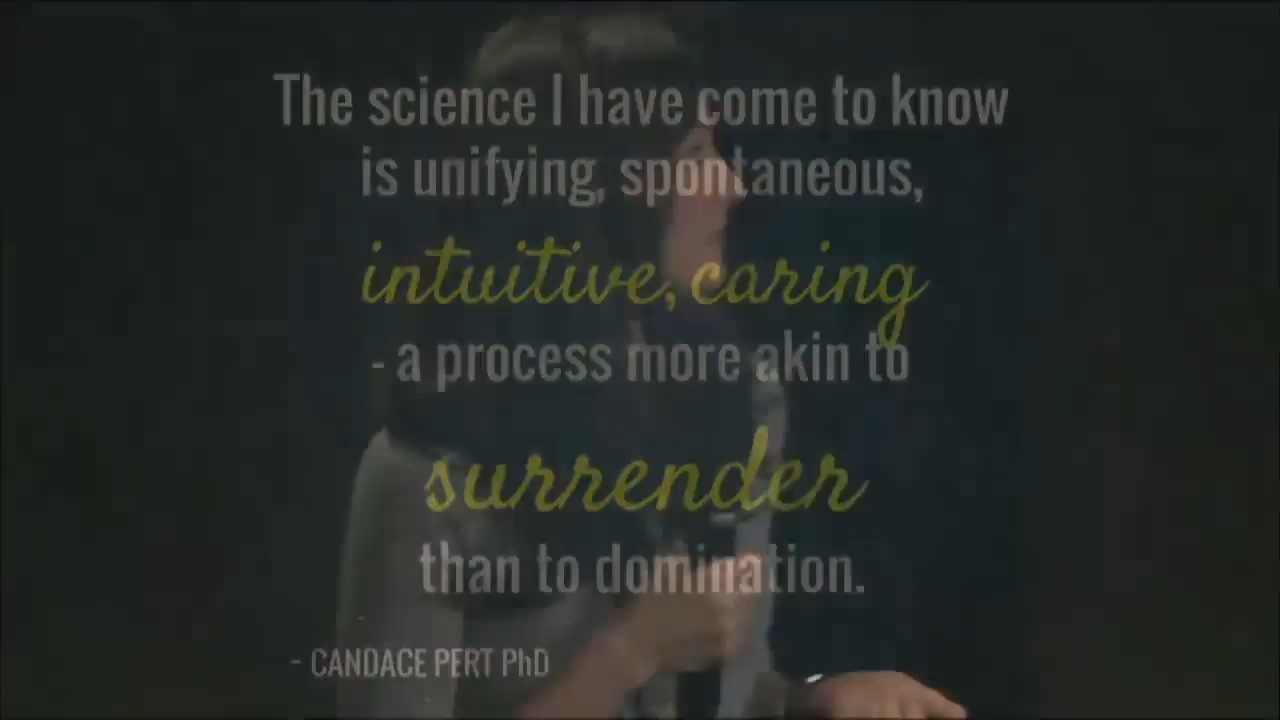 The science I have come to know
is unifying, spontaneous,
intuitive, caring
- a process more akin to
surrender
than to domination.
- CANDACE PERT PhD